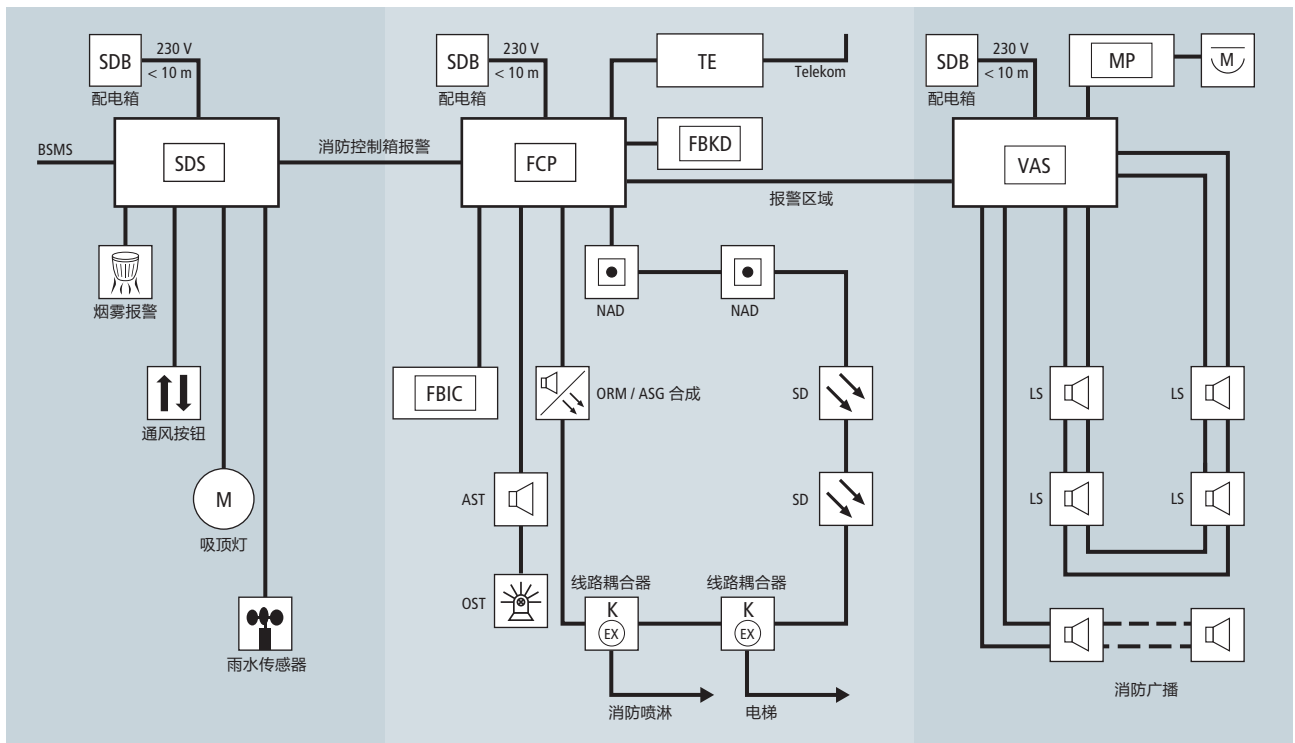 SDB
230 V
< 10 m
配电箱
BSMS
SDS
消防控制箱报警
烟雾报警
通风按钮
M
吸顶灯
雨水传感器
SDB
230 V
< 10 m
配电箱
TE
Telekom
FBKD
FCP
报警区域
NAD
NAD
FBIC
ORM / ASG 合成
SD
AST
SD
OST
线路耦合器
K
EX
线路耦合器
K
EX
消防喷淋
电梯
SDB
230 V
< 10 m
配电箱
MP
M
VAS
LS
LS
LS
LS
消防广播